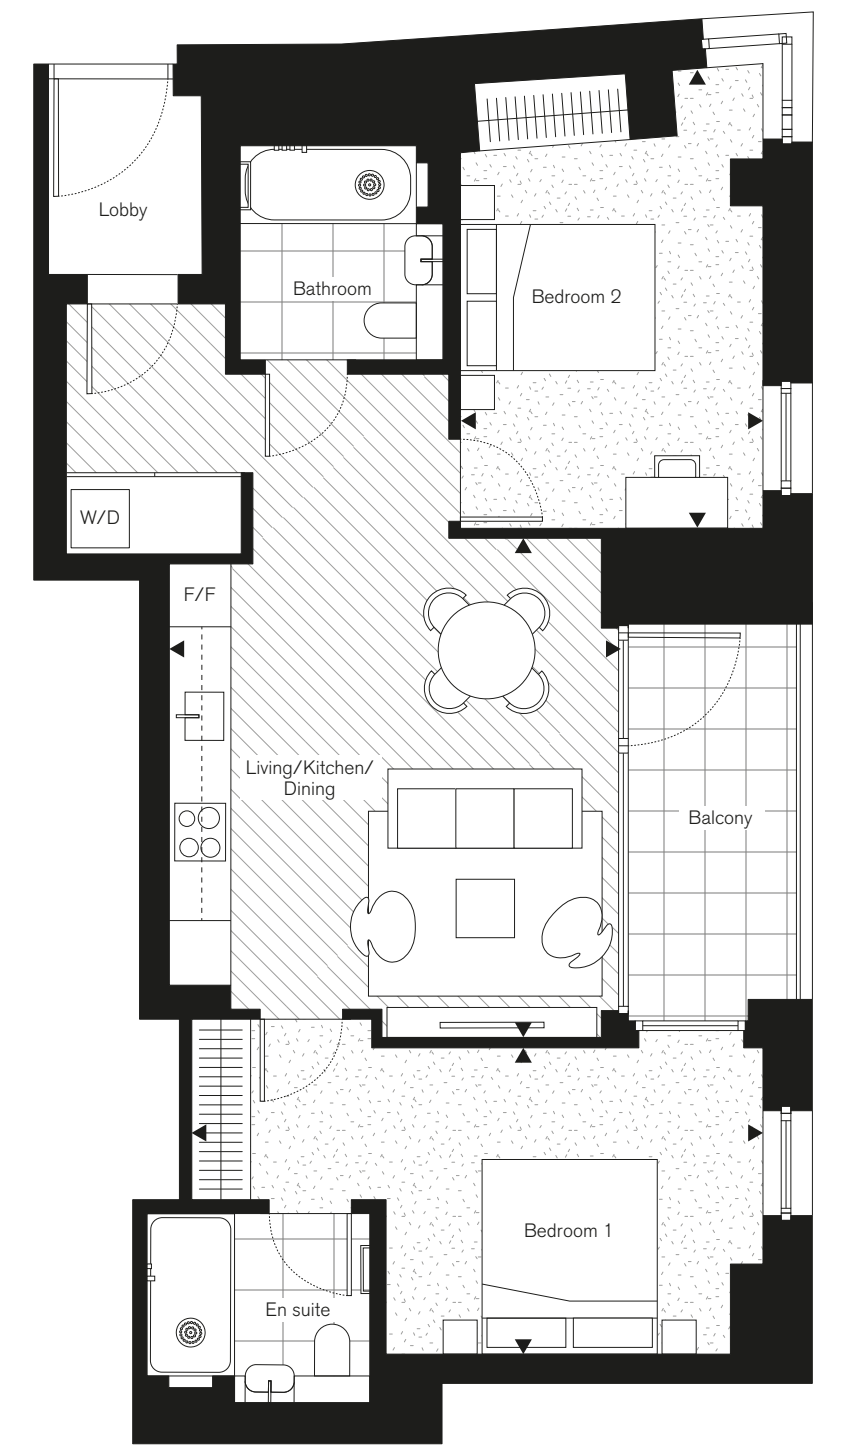 Lobby
Bathroom
Bedroom 2
W/D
F/F
Living/Kitchen/
Dining
Balcony
Bedroom 1
En suite